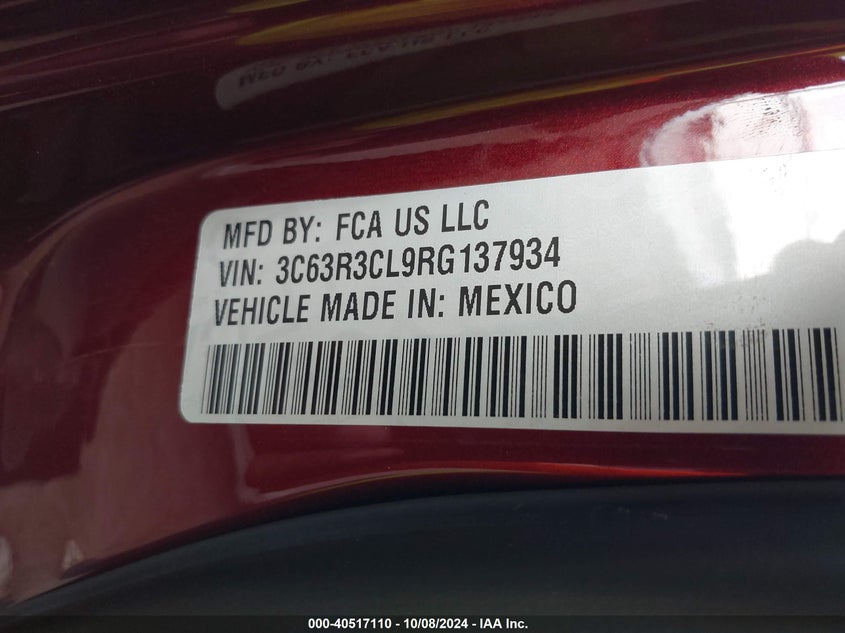 MFD BY: FCA US LLC
VIN: 3C63R3CL9RG137934
VEHICLE MADE IN: MEXICO
000-40517110 - 10/08/2024 - IAA Inc.